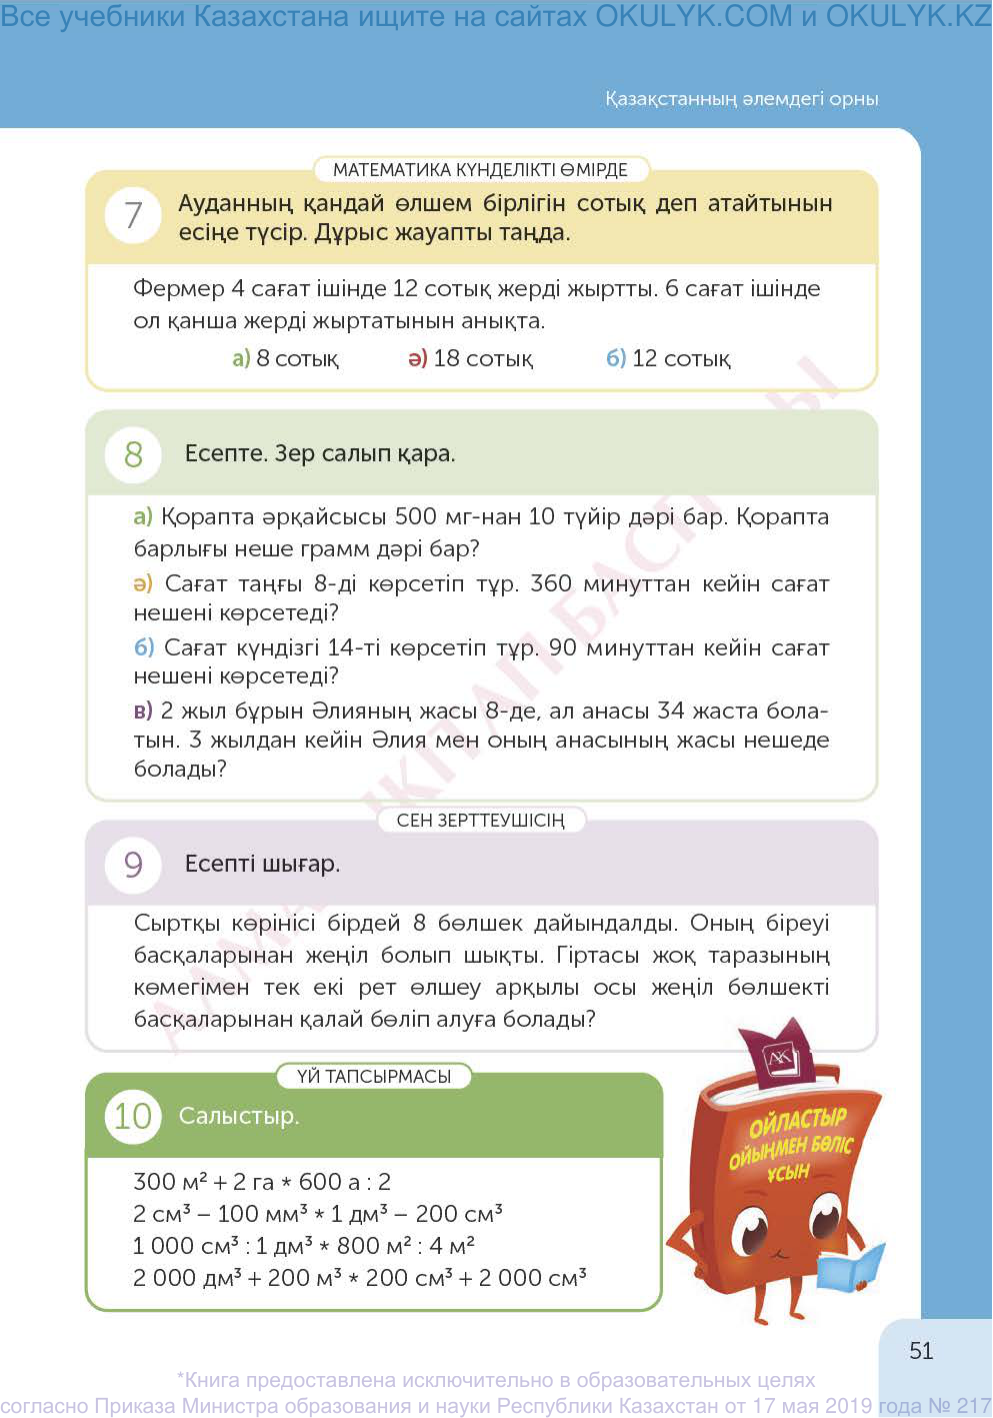 Все учебники Казахстана ищите на сайтах OKULYK.COM и OKULYK.KZ
Қазақстанның әлемдегі орны
МАТЕМАТИКА КҮНДЕЛІКТІ ӨМІРДЕ
7
Ауданның қандай өлшем бірлігін сотық деп атайтынын
есіңе түсір. Дұрыс жауапты таңда.
Фермер 4 сағат ішінде 12 сотық жерді жыртты. 6 сағат ішінде
ол қанша жерді жыртатынын анықта.
а) 8 сотық ә) 18 сотық б) 12 сотық
8
Есепте. Зер салып қара.
а) Қорапта әрқайсысы 500 мг-нан 10 түйір дәрі бар. Қорапта
барлығы неше грамм дәрі бар?
ә) Сағат таңғы 8-ді көрсетіп тұр. 360 минуттан кейін сағат
нешені көрсетеді?
б) Сағат күндізгі 14-ті көрсетіп тұр. 90 минуттан кейін сағат
нешені көрсетеді?
в) 2 жыл бұрын Әлияның жасы 8-де, ал анасы 34 жаста бола-
тын. 3 жылдан кейін Әлия мен оның анасының жасы нешеде
болады?
СЕН ЗЕРТТЕУШІСІҢ
9
Есепті шығар.
Сыртқы көрінісі бірдей 8 бөлшек дайындалды. Оның біреуі
басқаларынан жеңіл болып шықты. Гіртасы жоқ таразының
көмегімен тек екі рет өлшеу арқылы осы жеңіл бөлшекті
басқаларынан қалай бөліп алуға болады?
ҮЙ ТАПСЫРМАСЫ
10
Салыстыр.
300 м² + 2 га * 600 а : 2
2 см³ – 100 мм³ * 1 дм³ – 200 см³
1 000 см³ : 1 дм³ * 800 м² : 4 м²
2 000 дм³ + 200 м³ * 200 см³ + 2 000 см³
АК
ОЙЛАСТЫР
ОЙЫҢМЕН БӨЛІС
ҰСЫН
51
*Книга предоставлена исключительно в образовательных целях
согласно Приказа Министра образования и науки Республики Казахстан от 17 мая 2019 года № 217